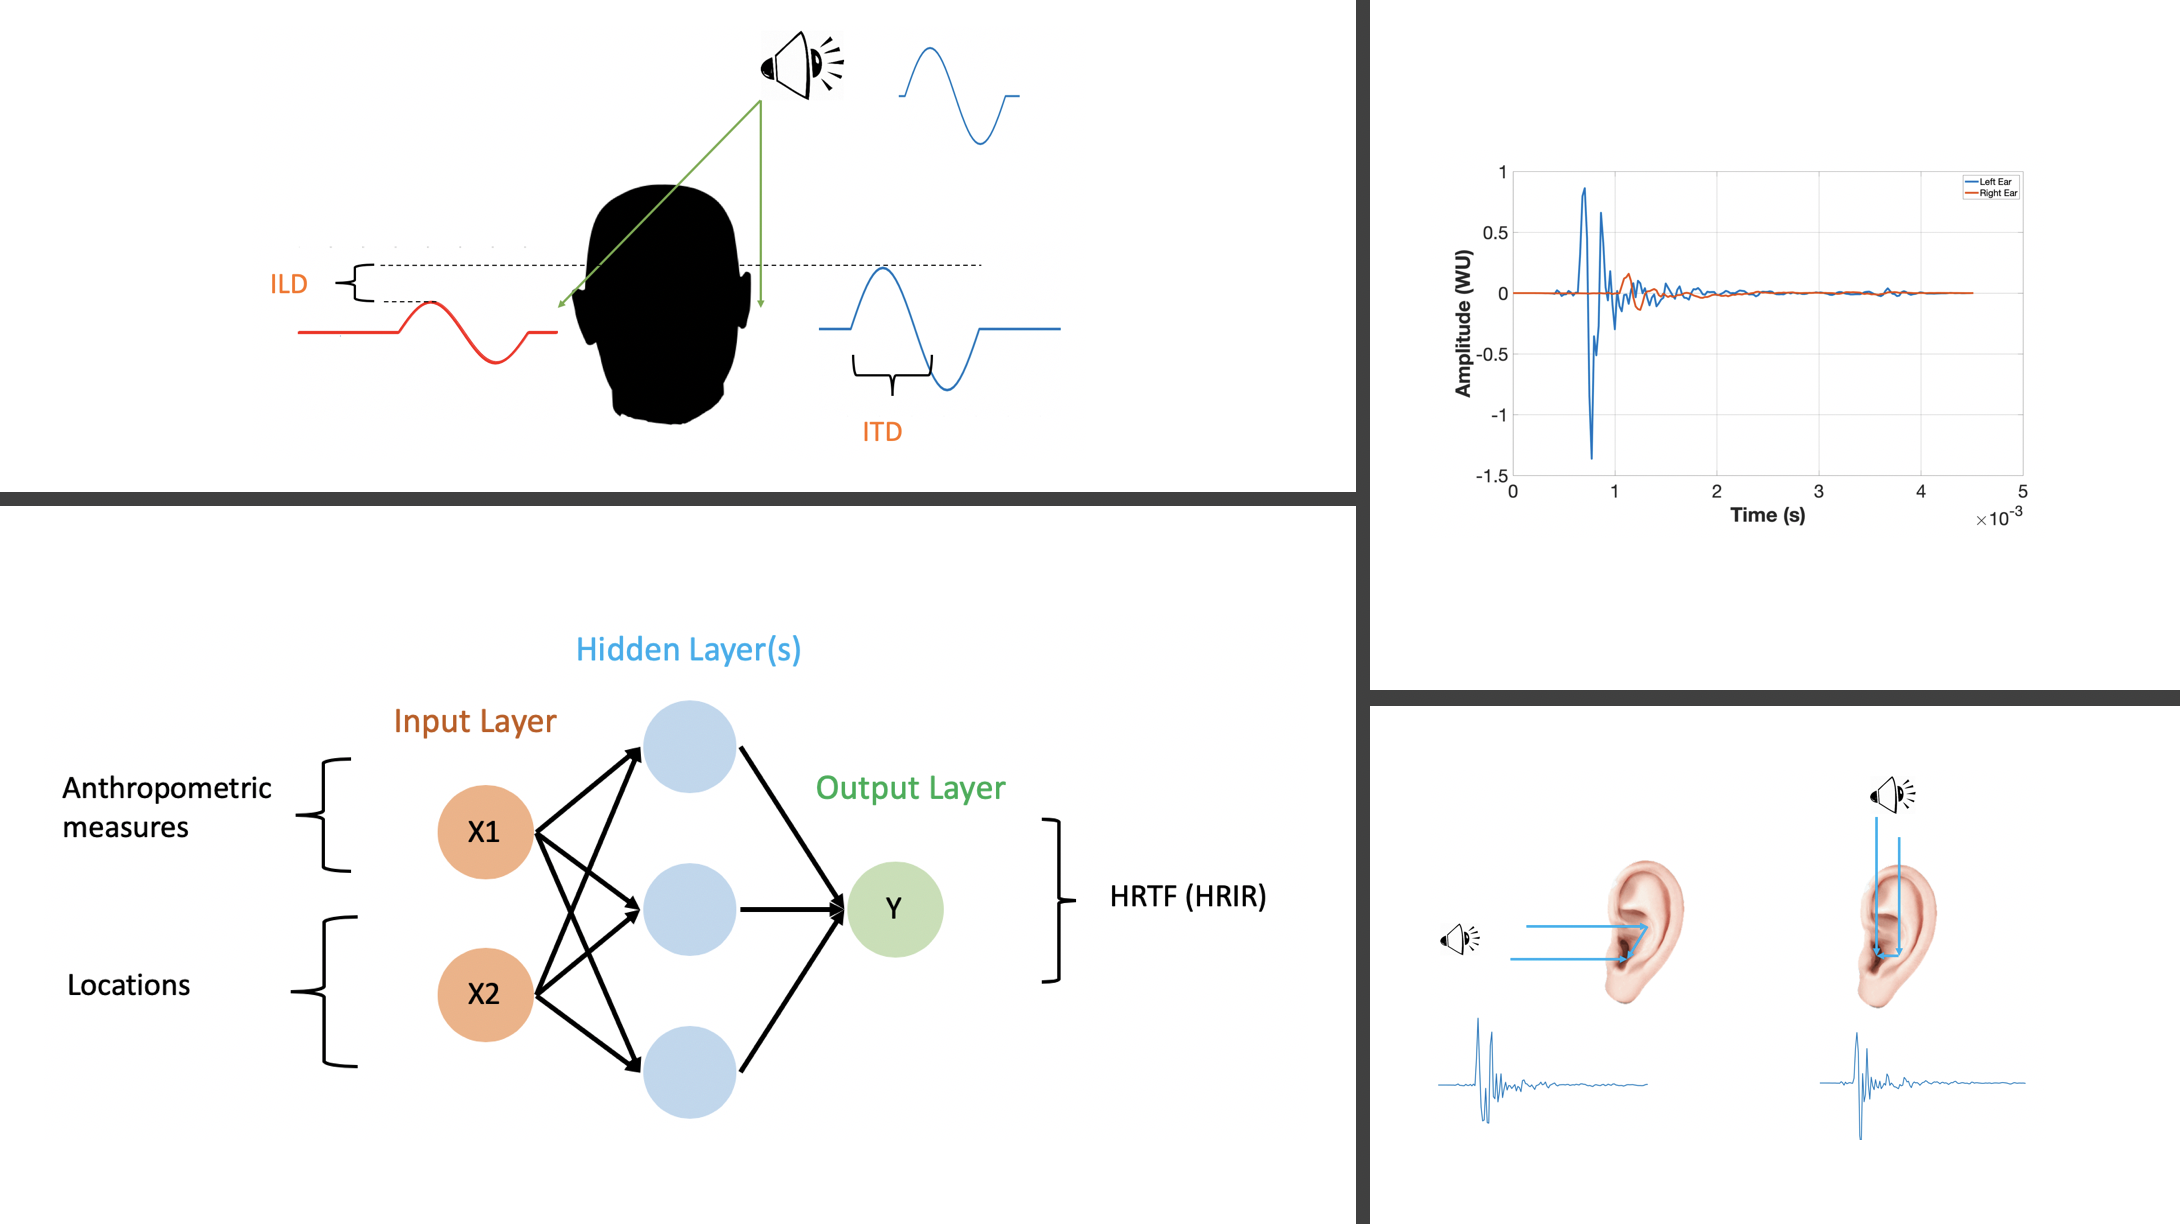 ILD
ITD
Hidden Layer(s)
Input Layer
Output Layer
Anthropometric
measures
X1
Y
HRTF (HRIR)
Locations
X2
Left Ear
Right Ear
1
0.5
0
-0.5
-1
-1.5
Amplitude (WU)
0 1 2 3 4 5
Time (s)
×10-3